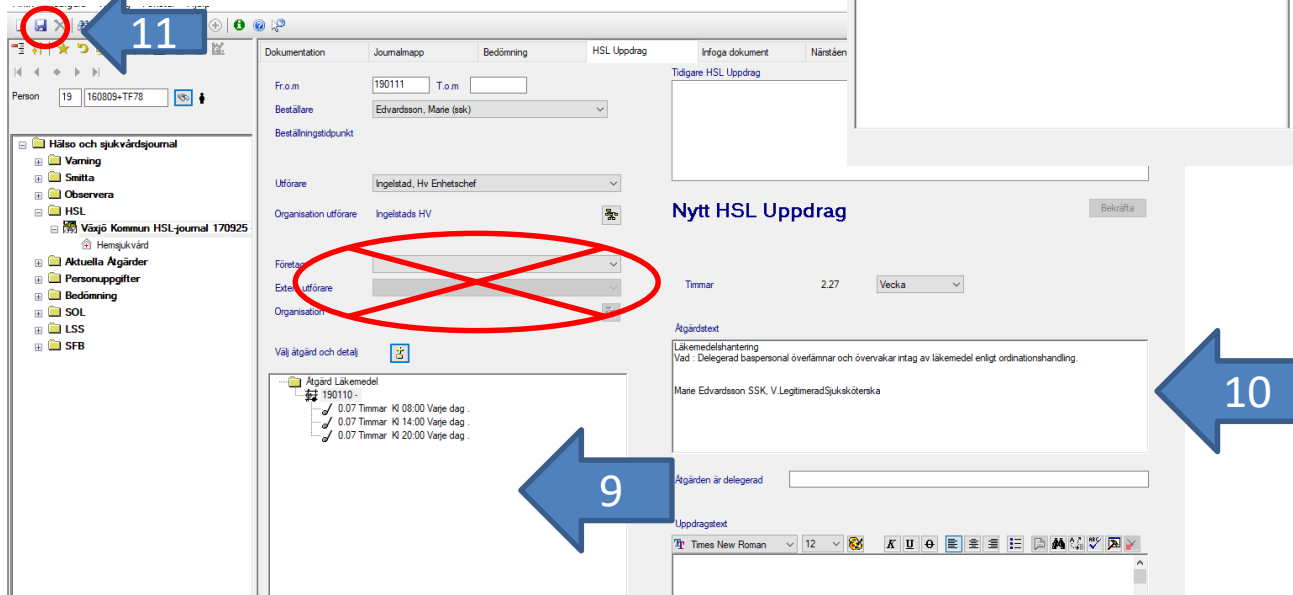 11
Dokumentation
Journalmapp
Bedömning
HSL Uppdrag
Infoga dokument
Person 19 160809+TF78
Hälso och sjukvårdsjournal
Varning
Smitta
Observera
HSL
Växjö Kommun HSL-journal 170925
Hemsjukvård
Aktuella Åtgärder
Personuppgifter
Bedömning
SOL
LSS
SFB
Fr.o.m 190111 T.o.m
Beställare Edvardsson, Marie (ssk)
Beställningstidpunkt
Utförare Ingelstad, Hv Enhetschef
Organisation utförare Ingelstads HV
Företag
Extern utförare
Organisation
Välj åtgärd och detalj
Åtgärd Läkemedel
190110 -
0.07 Timmar Kl 08:00 Varje dag .
0.07 Timmar Kl 14:00 Varje dag .
0.07 Timmar Kl 20:00 Varje dag .
9
Tidigare HSL Uppdrag
Nytt HSL Uppdrag
Bekräfta
Timmar 2.27 Vecka
Åtgärdstext
Läkemedelshantering
Vad : Delegerad baspersonal överlämnar och övervakar intag av läkemedel enligt ordinationshandling.
Marie Edvardsson SSK, V.LegitimeradSjuksköterska
10
Åtgärden är delegerad
Uppdragstext
Times New Roman 12 K U O